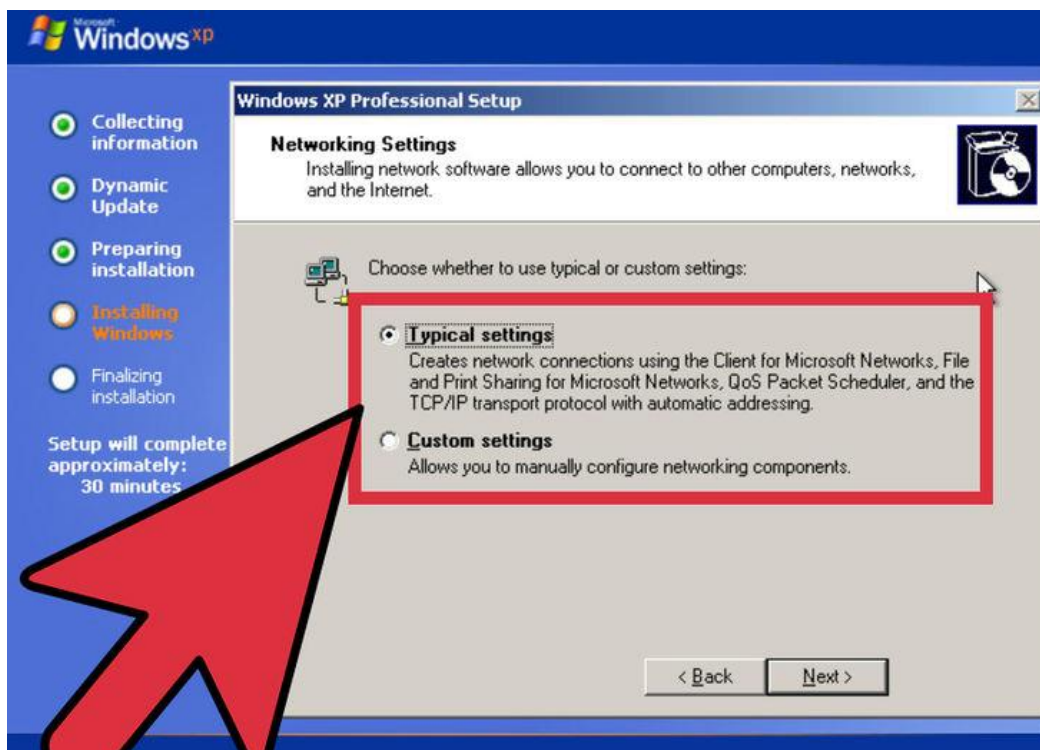 Microsoft
Windows xp
Collecting
information
Dynamic
Update
Preparing
installation
Installing
Windows
Finalizing
installation
Setup will complete
approximately:
30 minutes
Windows XP Professional Setup
Networking Settings
Installing network software allows you to connect to other computers, networks,
and the Internet.
Choose whether to use typical or custom settings:
Typical settings
Creates network connections using the Client for Microsoft Networks, File
and Print Sharing for Microsoft Networks, QoS Packet Scheduler, and the
TCP/IP transport protocol with automatic addressing.
Custom settings
Allows you to manually configure networking components.
< Back
Next >